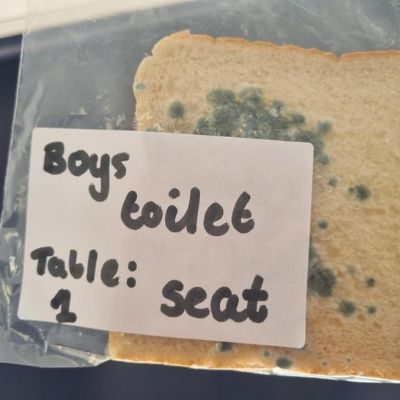 Boys
toilet
Table:
seat
1